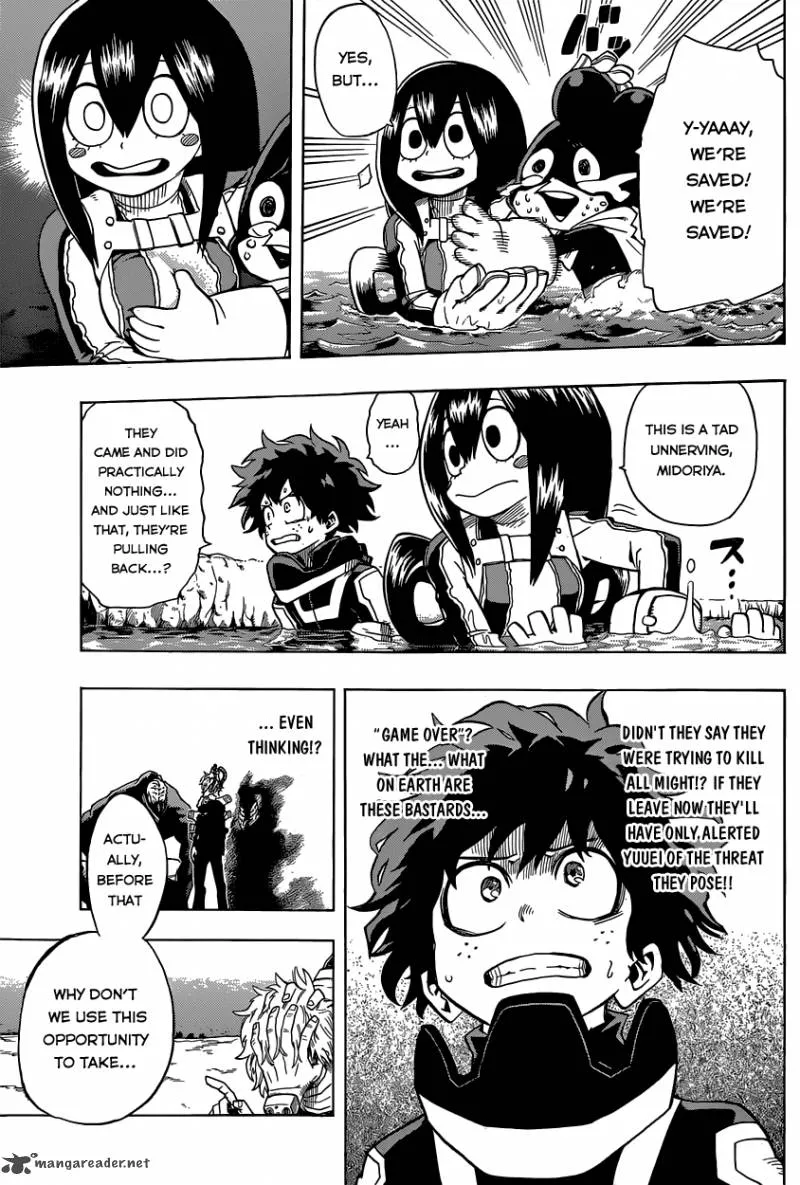 Y-YAAAY,
WE'RE
SAVED!
WE'RE
SAVED!
YES,
BUT...
THIS IS A TAD
UNNERVING,
MIDORIYA.
ス...
YEAH
...
THEY
CAME AND DID
PRACTICALLY
NOTHING...
AND JUST LIKE
THAT, THEY'RE
PULLING
BACK...?
DIDN'T THEY SAY THEY
WERE TRYING TO KILL
ALL MIGHT!? IF THEY
LEAVE NOW THEY'LL
HAVE ONLY ALERTED
YUUEI OF THE THREAT
THEY POSE!!
"GAME OVER"?
WHAT THE... WHAT
ON EARTH ARE
THESE BASTARDS...
... EVEN
THINKING!?
ACTU-
ALLY,
BEFORE
THAT
WHY DON'T
WE USE THIS
OPPORTUNITY
TO TAKE...
mangareader.net